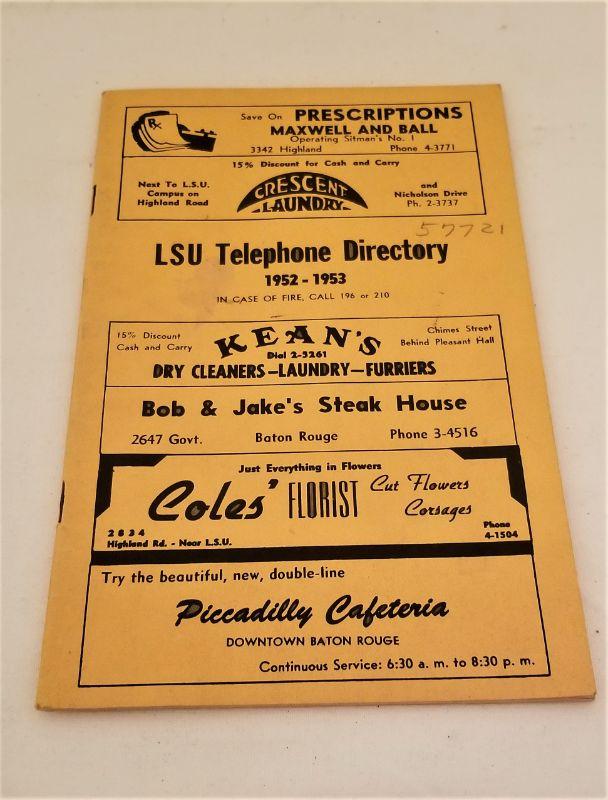 Rx
Save On PRESCRIPTIONS
MAXWELL AND BALL
Operating Sitman's No. 1
3342 Highland Phone 4-3771
15% Discount for Cash and Carry
Next To L.S.U.
Campus on
Highland Road
CRESCENT
LAUNDRY
and
Nicholson Drive
Ph. 2-3737
57721
LSU Telephone Directory
1952 - 1953
IN CASE OF FIRE, CALL 196 or 210
15% Discount
Cash and Carry
KEAN'S
Dial 2-5261
Chimes Street
Behind Pleasant Hall
DRY CLEANERS—LAUNDRY—FURRIERS
Bob & Jake's Steak House
2647 Govt. Baton Rouge Phone 3-4516
Just Everything in Flowers
Coles' FLORIST
Cut Flowers
Corsages
2834
Highland Rd. - Near L.S.U.
Phone
4-1504
Try the beautiful, new, double-line
Piccadilly Cafeteria
DOWNTOWN BATON ROUGE
Continuous Service: 6:30 a. m. to 8:30 p. m.